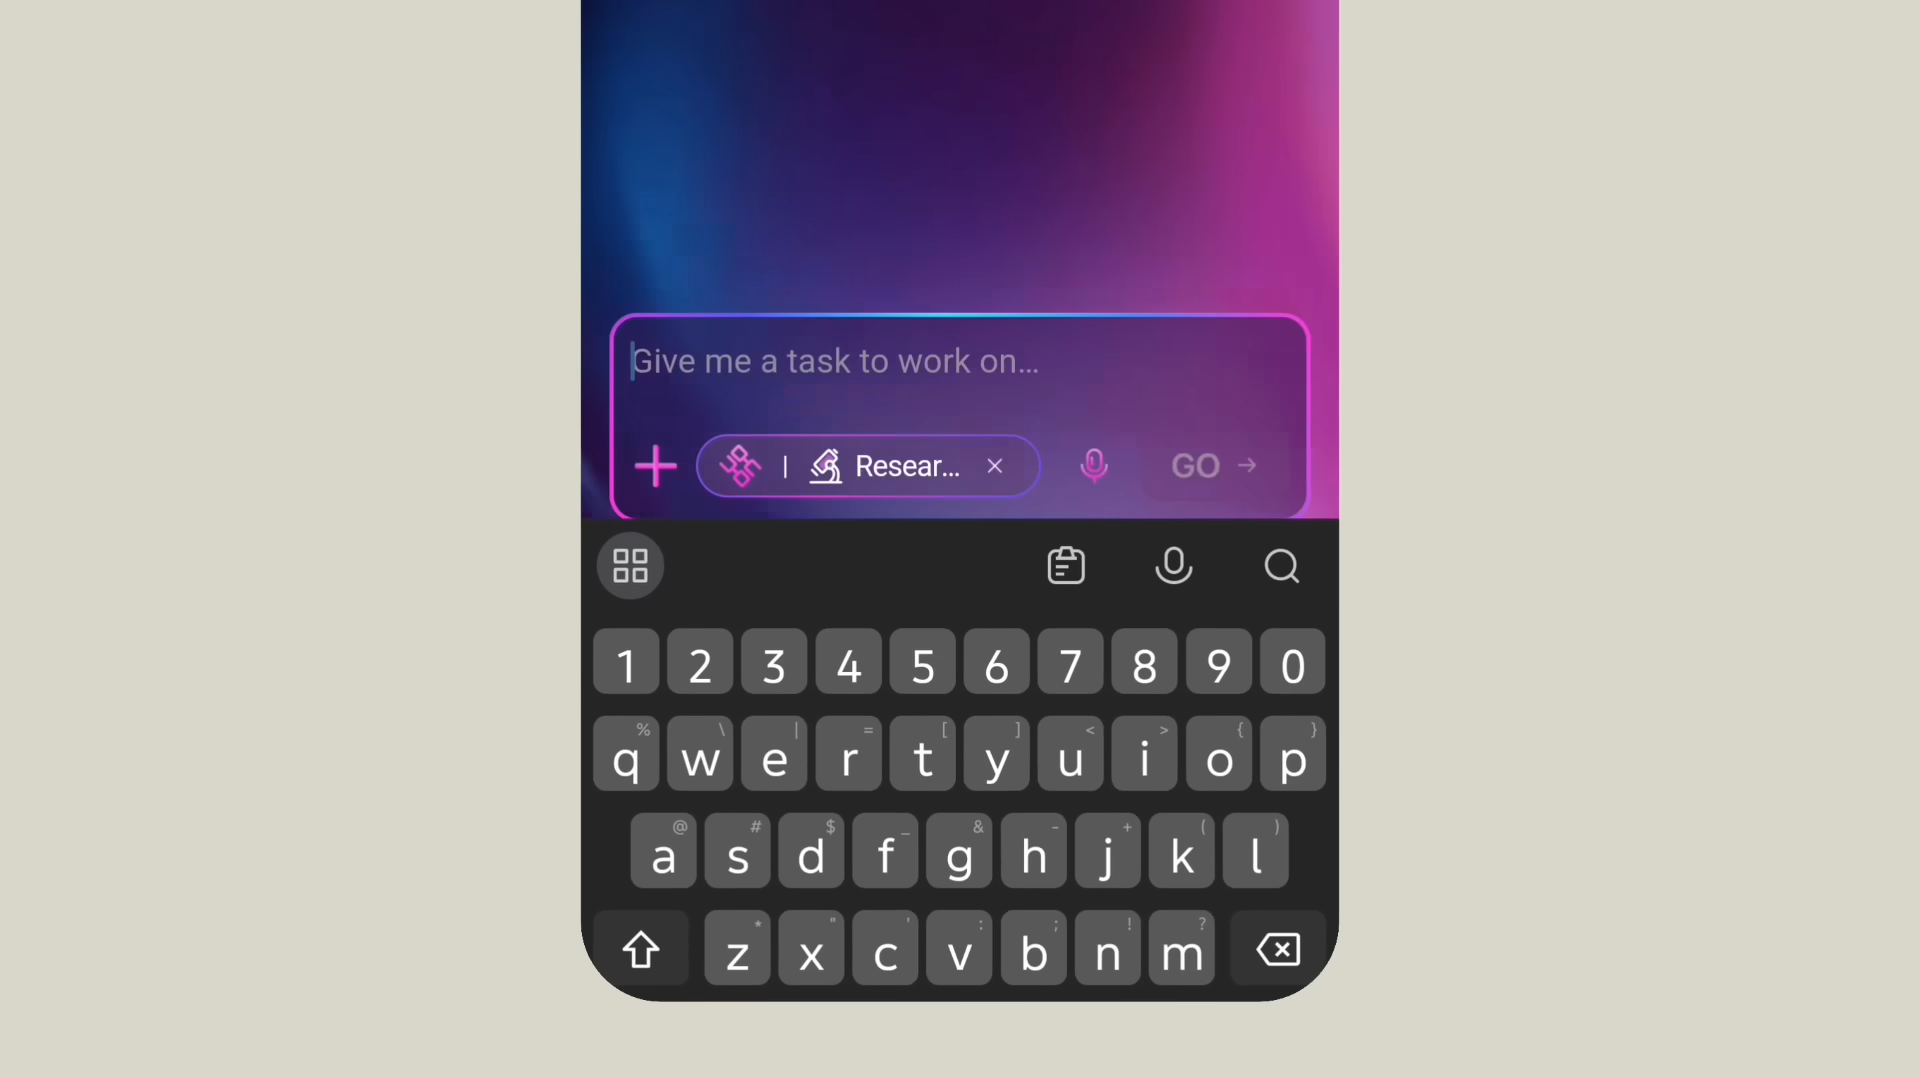 Give me a task to work on...
| Resear... ×
GO →
1 2 3 4 5 6 7 8 9 0
% \ | = [ ] < > { }
q w e r t y u i o p
@ # $ _ & - + ( )
a s d f g h j k l
* " ' : ; ! ?
z x c v b n m